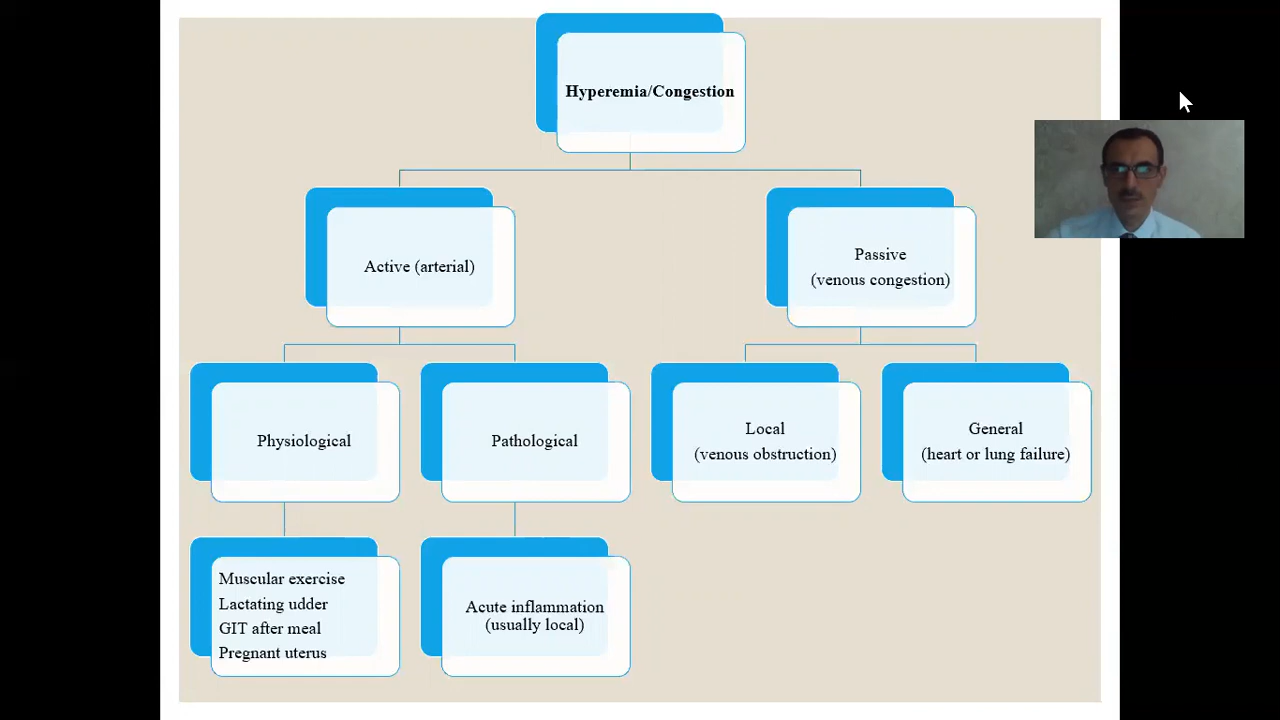 Hyperemia/Congestion
Active (arterial)
Passive
(venous congestion)
Physiological
Pathological
Local
(venous obstruction)
General
(heart or lung failure)
Muscular exercise
Lactating udder
GIT after meal
Pregnant uterus
Acute inflammation
(usually local)